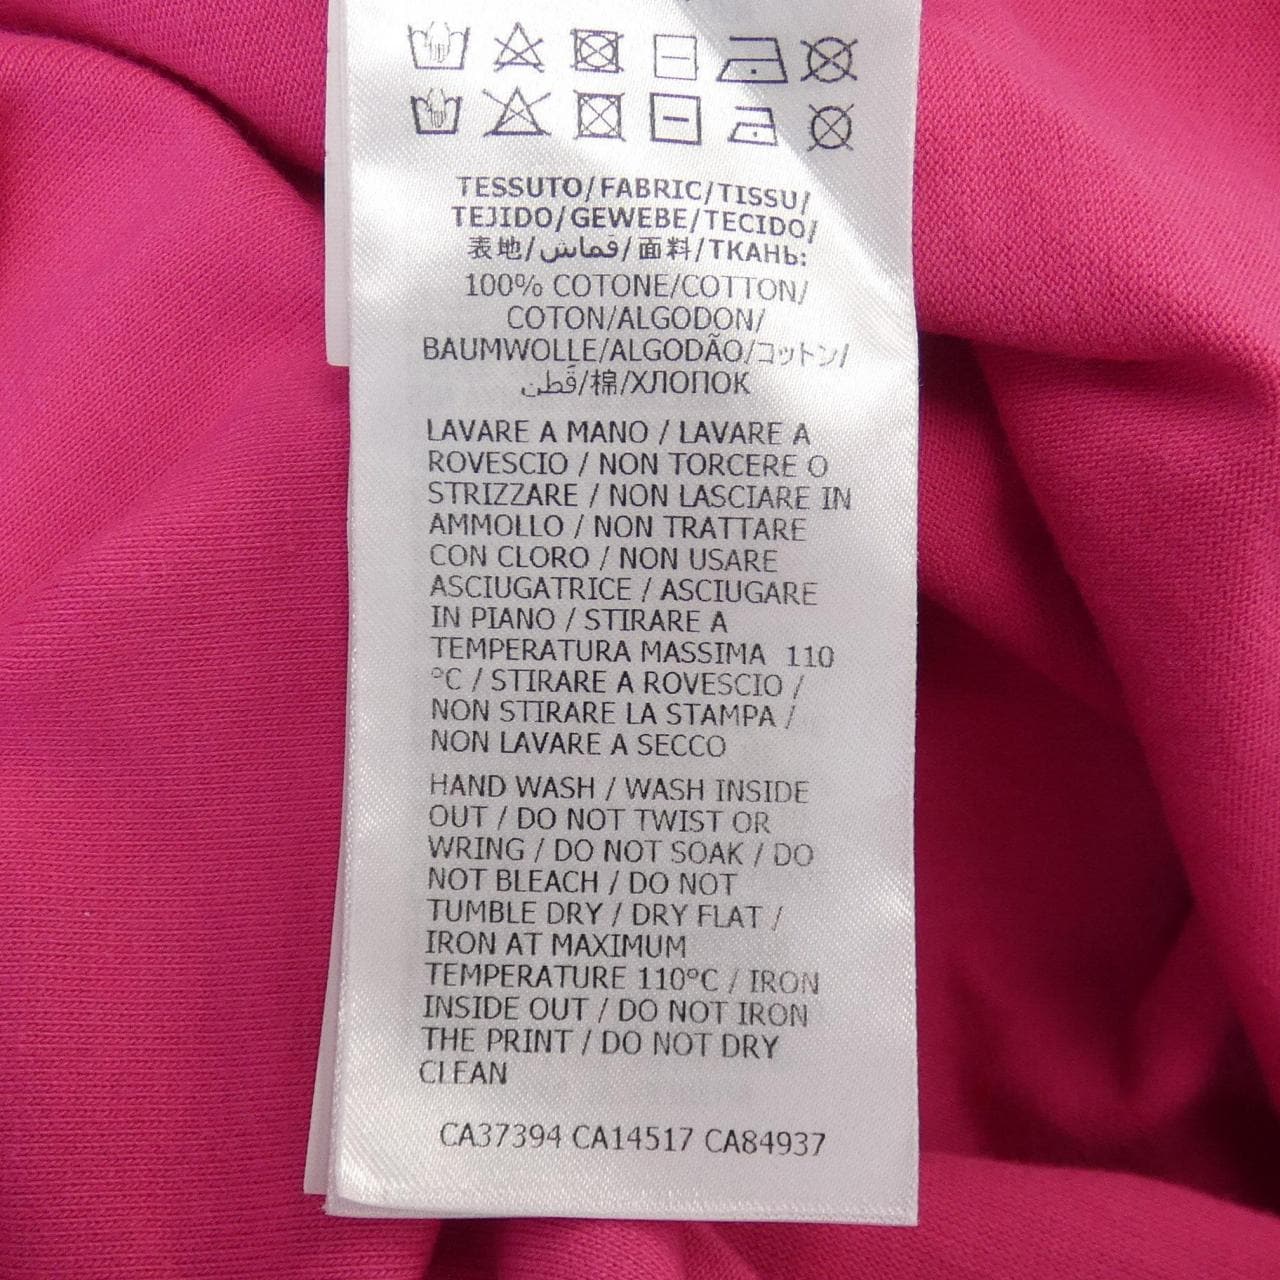 TESSUTO/FABRIC/TISSU/
TEJIDO/GEWEBE/TECIDO/
表地/قماش/面料/ТКАНЬ:
100% COTONE/COTTON/
COTON/ALGODON/
BAUMWOLLE/ALGODÃO/コットン/
قَطن/棉/ХЛОПОК
LAVARE A MANO / LAVARE A
ROVESCIO / NON TORCERE O
STRIZZARE / NON LASCIARE IN
AMMOLLO / NON TRATTARE
CON CLORO / NON USARE
ASCIUGATRICE / ASCIUGARE
IN PIANO / STIRARE A
TEMPERATURA MASSIMA 110
°C / STIRARE A ROVESCIO /
NON STIRARE LA STAMPA /
NON LAVARE A SECCO
HAND WASH / WASH INSIDE
OUT / DO NOT TWIST OR
WRING / DO NOT SOAK / DO
NOT BLEACH / DO NOT
TUMBLE DRY / DRY FLAT /
IRON AT MAXIMUM
TEMPERATURE 110°C / IRON
INSIDE OUT / DO NOT IRON
THE PRINT / DO NOT DRY
CLEAN
CA37394 CA14517 CA84937